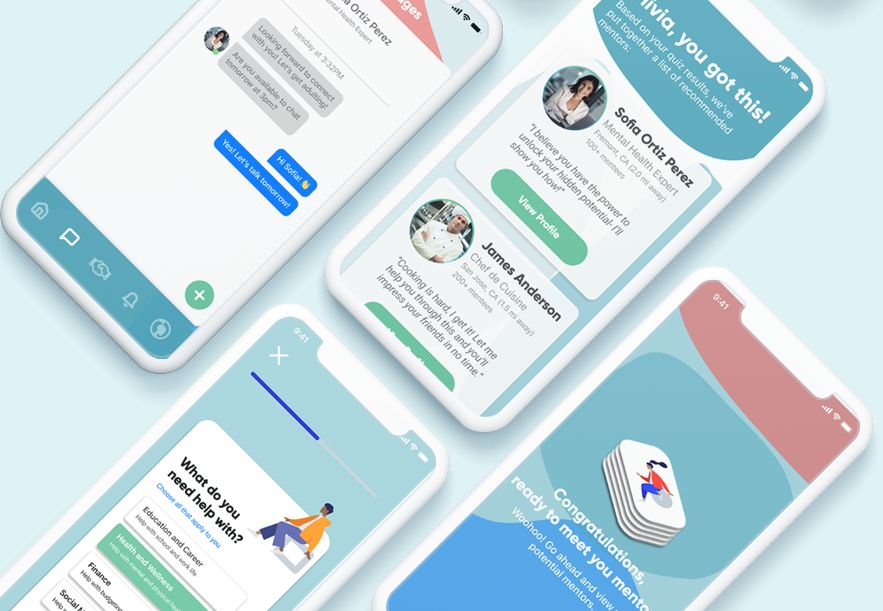 Sofia Ortiz Perez
Mental Health Expert
Tuesday at 3:32PM
Looking forward to connect
with you! Let's get adulting!
Are you available to chat
tomorrow at 3pm?
Hi Sofia! 👋
Yes! Let's talk tomorrow!
you got this!
Based on your quiz results, we've
put together a list of recommended
mentors:
Sofia Ortiz Perez
Mental Health Expert
Fremont, CA (2.0 mi away)
100+ mentees
"I believe you have the power to
unlock your hidden potential- I'll
show you how!"
View Profile
James Anderson
Chef de Cuisine
San Jose, CA (1.5 mi away)
200+ mentees
"Cooking is hard, I get it! Let me
help you through this and you'll
impress your friends in no time."
9:41
What do you
need help with?
Choose all that apply to you
Education and Career
Help with school and work life
Health and Wellness
Help with mental and physical
Finance
Help with
9:41
Congratulations,
ready to meet you
Woohoo! Go ahead and view
potential mentors.